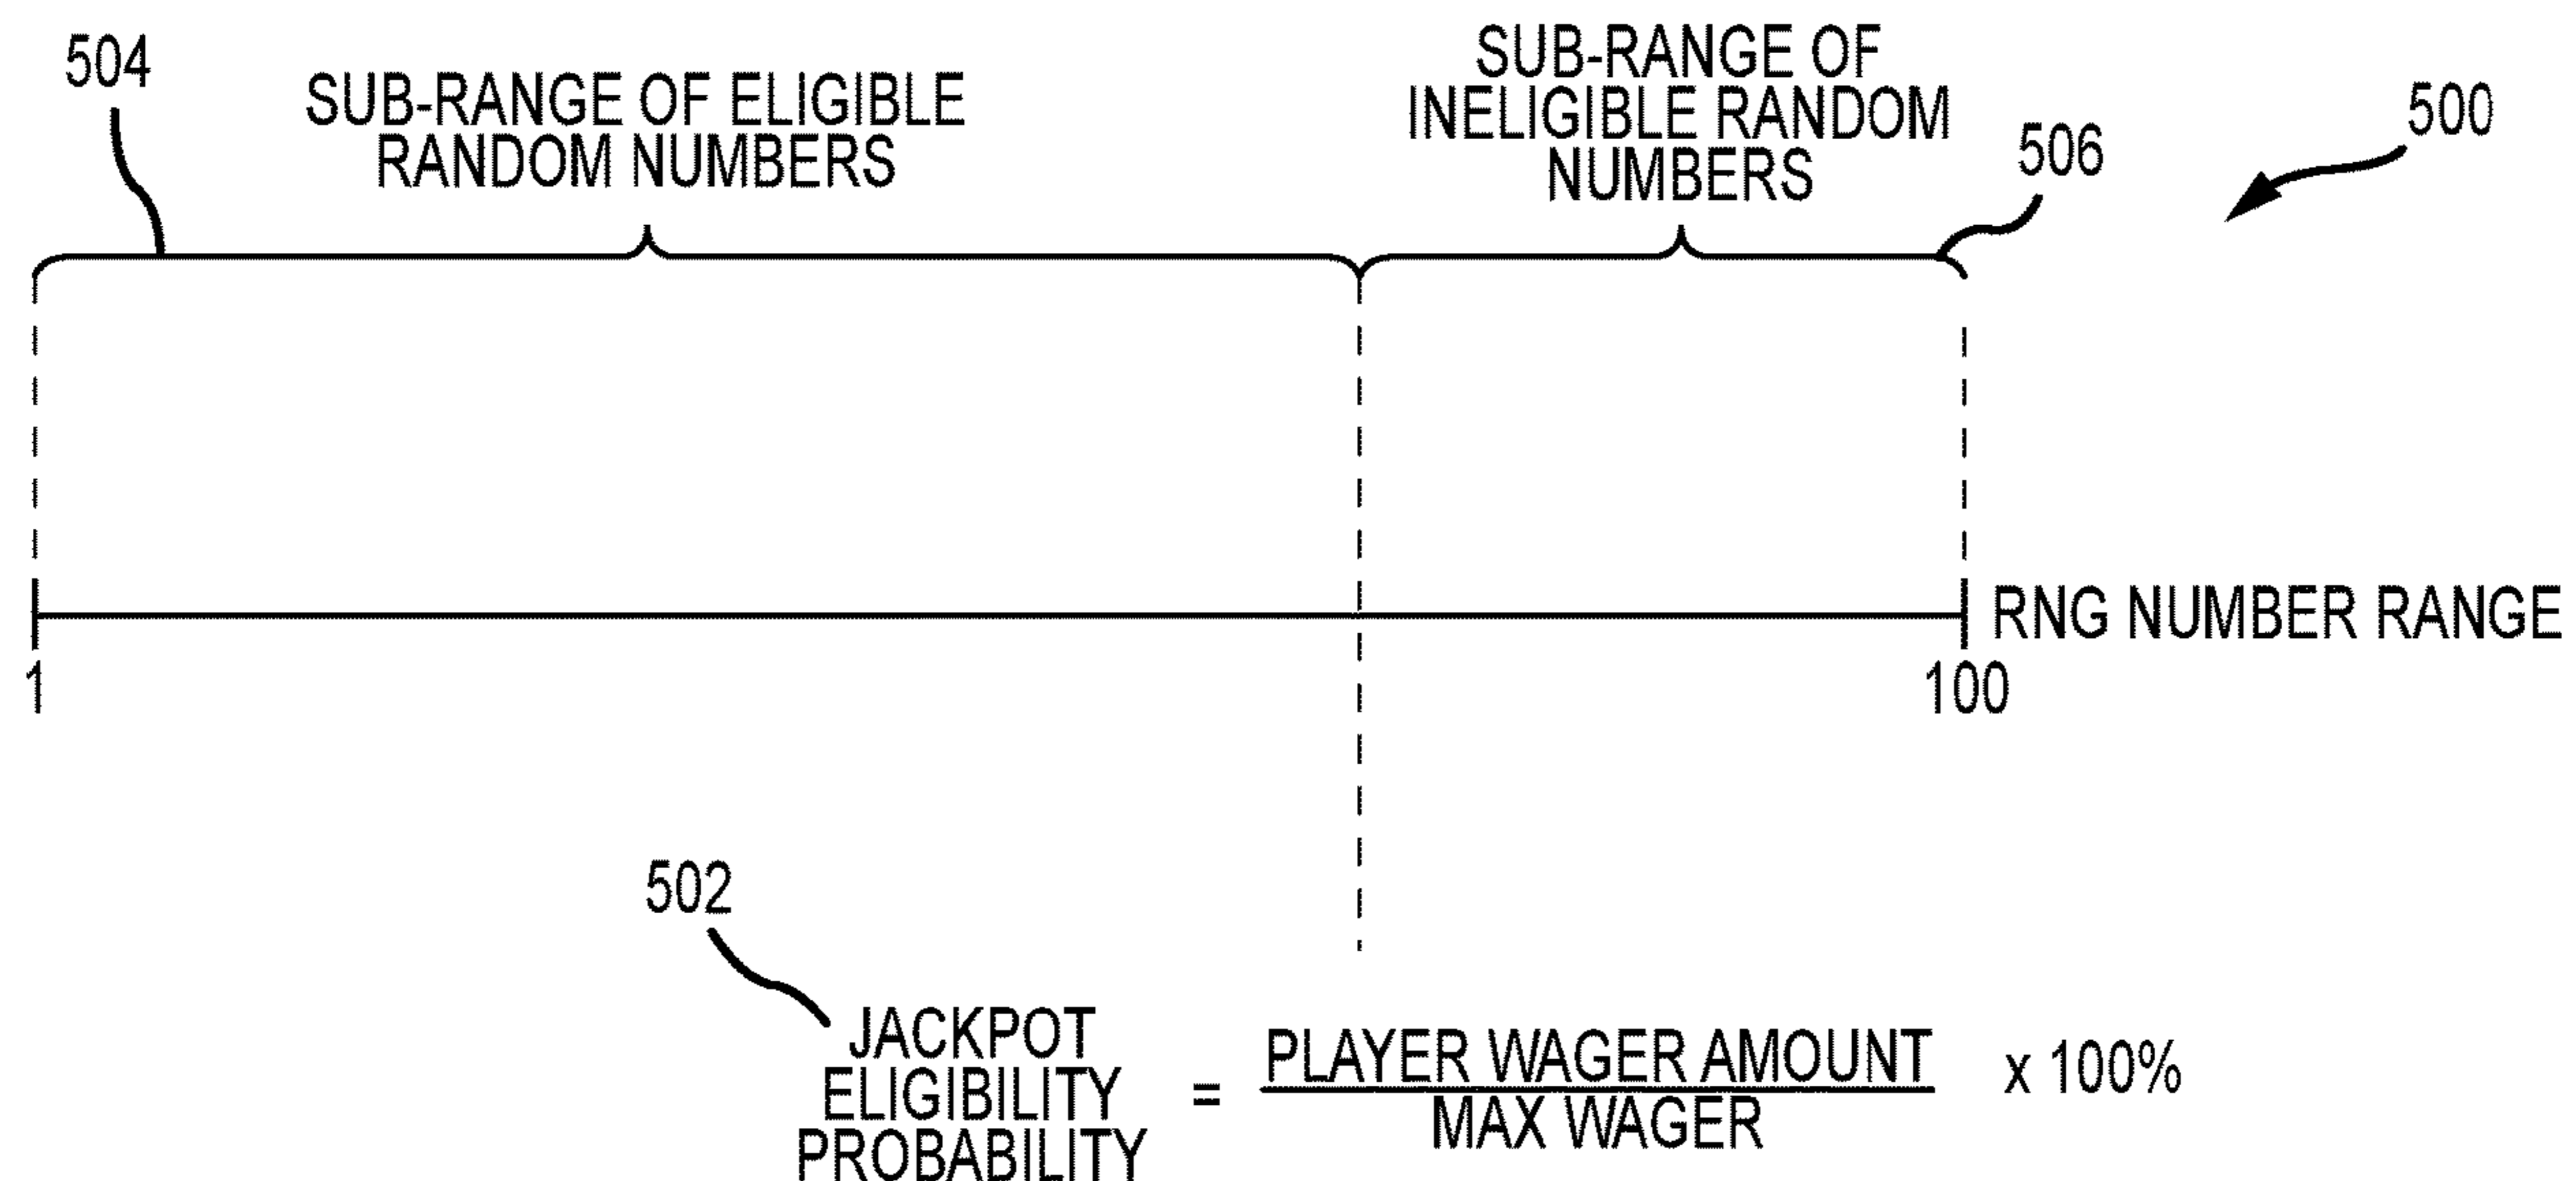 504
SUB-RANGE OF ELIGIBLE
RANDOM NUMBERS
SUB-RANGE OF
INELIGIBLE RANDOM
NUMBERS
506
500
RNG NUMBER RANGE
1
100
502
JACKPOT
ELIGIBILITY
PROBABILITY
=
PLAYER WAGER AMOUNT
MAX WAGER
x 100%